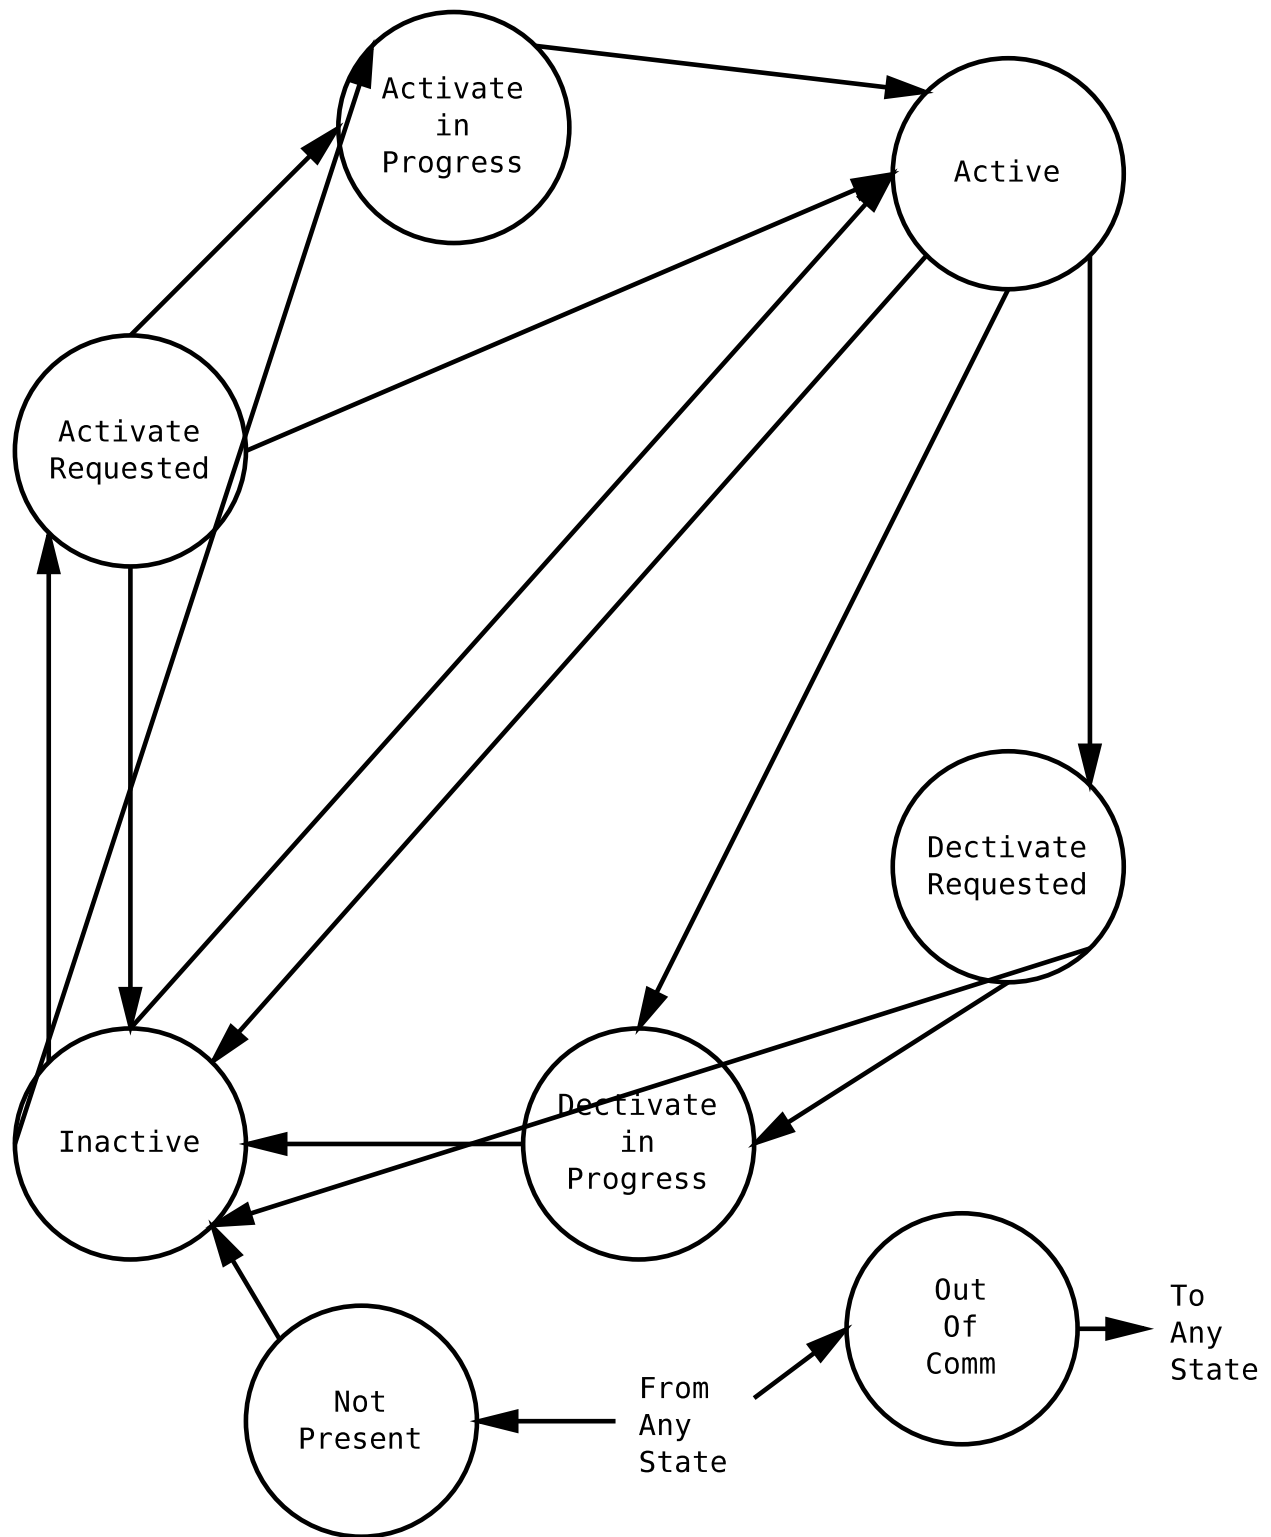 Activate
in
Progress
Active
Activate
Requested
Dectivate
Requested
Dectivate
in
Progress
Inactive
Out
Of
Comm
To
Any
State
Not
Present
From
Any
State